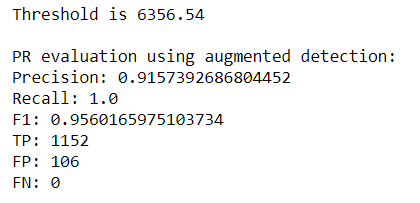 Threshold is 6356.54
PR evaluation using augmented detection:
Precision: 0.9157392686804452
Recall: 1.0
F1: 0.9560165975103734
TP: 1152
FP: 106
FN: 0